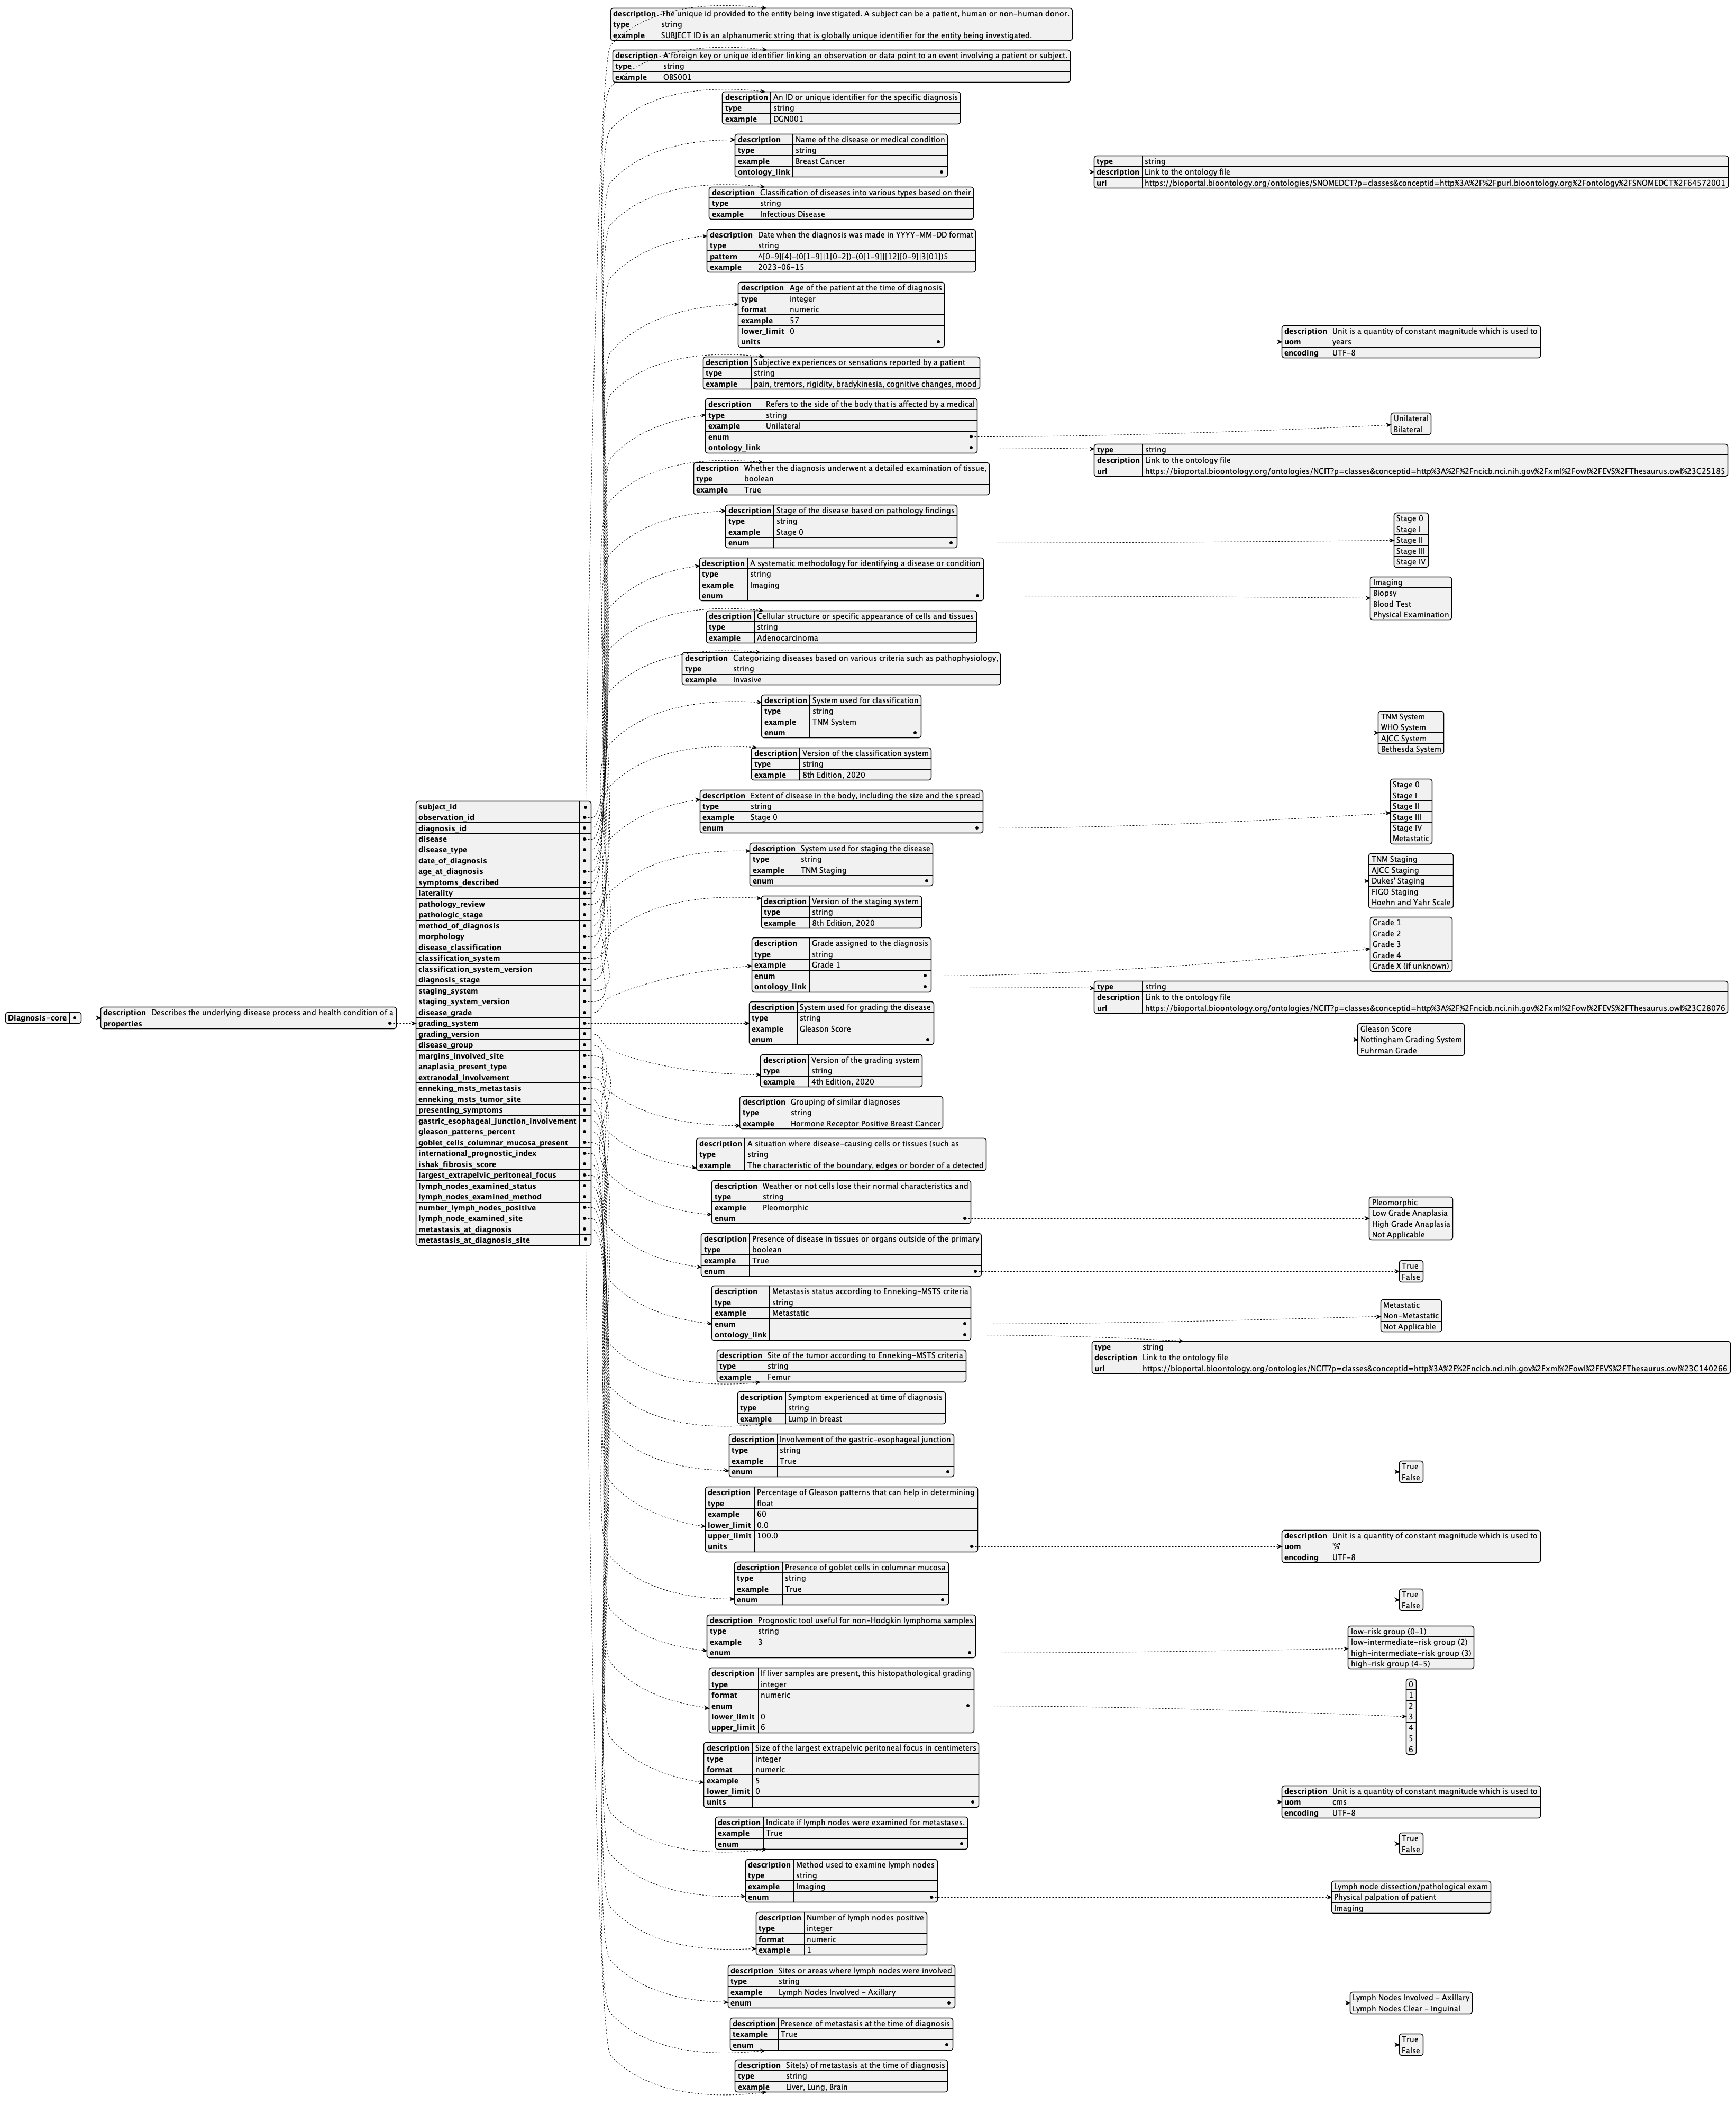 Diagnosis-core
description Describes the underlying disease process and health condition of a
properties
subject_id
observation_id
diagnosis_id
disease
disease_type
date_of_diagnosis
age_at_diagnosis
symptoms_described
laterality
pathology_review
pathologic_stage
method_of_diagnosis
morphology
disease_classification
classification_system
classification_system_version
diagnosis_stage
staging_system
staging_system_version
disease_grade
grading_system
grading_version
disease_group
margins_involved_site
anaplasia_present_type
extranodal_involvement
enneking_msts_metastasis
enneking_msts_tumor_site
presenting_symptoms
gastric_esophageal_junction_involvement
gleason_patterns_percent
goblet_cells_columnar_mucosa_present
international_prognostic_index
ishak_fibrosis_score
largest_extrapelvic_peritoneal_focus
lymph_nodes_examined_status
lymph_nodes_examined_method
number_lymph_nodes_positive
lymph_node_examined_site
metastasis_at_diagnosis
metastasis_at_diagnosis_site
description The unique id provided to the entity being investigated. A subject can be a patient, human or non-human donor.
type string
example SUBJECT ID is an alphanumeric string that is globally unique identifier for the entity being investigated.
description A foreign key or unique identifier linking an observation or data point to an event involving a patient or subject.
type string
example OBS001
description An ID or unique identifier for the specific diagnosis
type string
example DGN001
description Name of the disease or medical condition
type string
example Breast Cancer
ontology_link
type string
description Link to the ontology file
url https://bioportal.bioontology.org/ontologies/SNOMEDCT?p=classes&conceptid=http%3A%2F%2Fpurl.bioontology.org%2Fontology%2FSNOMEDCT%2F64572001
description Classification of diseases into various types based on their
type string
example Infectious Disease
description Date when the diagnosis was made in YYYY-MM-DD format
type string
pattern ^[0-9]{4}-(0[1-9]|1[0-2])-(0[1-9]|[12][0-9]|3[01])$
example 2023-06-15
description Age of the patient at the time of diagnosis
type integer
format numeric
example 57
lower_limit 0
units
description Unit is a quantity of constant magnitude which is used to
uom years
encoding UTF-8
description Subjective experiences or sensations reported by a patient
type string
example pain, tremors, rigidity, bradykinesia, cognitive changes, mood
description Refers to the side of the body that is affected by a medical
type string
example Unilateral
enum
ontology_link
Unilateral
Bilateral
type string
description Link to the ontology file
url https://bioportal.bioontology.org/ontologies/NCIT?p=classes&conceptid=http%3A%2F%2Fncicb.nci.nih.gov%2Fxml%2Fowl%2FEVS%2FThesaurus.owl%23C25185
description Whether the diagnosis underwent a detailed examination of tissue,
type boolean
example True
description Stage of the disease based on pathology findings
type string
example Stage 0
enum
Stage 0
Stage I
Stage II
Stage III
Stage IV
description A systematic methodology for identifying a disease or condition
type string
example Imaging
enum
Imaging
Biopsy
Blood Test
Physical Examination
description Cellular structure or specific appearance of cells and tissues
type string
example Adenocarcinoma
description Categorizing diseases based on various criteria such as pathophysiology,
type string
example Invasive
description System used for classification
type string
example TNM System
enum
TNM System
WHO System
AJCC System
Bethesda System
description Version of the classification system
type string
example 8th Edition, 2020
description Extent of disease in the body, including the size and the spread
type string
example Stage 0
enum
Stage 0
Stage I
Stage II
Stage III
Stage IV
Metastatic
description System used for staging the disease
type string
example TNM Staging
enum
TNM Staging
AJCC Staging
Dukes' Staging
FIGO Staging
Hoehn and Yahr Scale
description Version of the staging system
type string
example 8th Edition, 2020
description Grade assigned to the diagnosis
type string
example Grade 1
enum
ontology_link
Grade 1
Grade 2
Grade 3
Grade 4
Grade X (if unknown)
type string
description Link to the ontology file
url https://bioportal.bioontology.org/ontologies/NCIT?p=classes&conceptid=http%3A%2F%2Fncicb.nci.nih.gov%2Fxml%2Fowl%2FEVS%2FThesaurus.owl%23C28076
description System used for grading the disease
type string
example Gleason Score
enum
Gleason Score
Nottingham Grading System
Fuhrman Grade
description Version of the grading system
type string
example 4th Edition, 2020
description Grouping of similar diagnoses
type string
example Hormone Receptor Positive Breast Cancer
description A situation where disease-causing cells or tissues (such as
type string
example The characteristic of the boundary, edges or border of a detected
description Weather or not cells lose their normal characteristics and
type string
example Pleomorphic
enum
Pleomorphic
Low Grade Anaplasia
High Grade Anaplasia
Not Applicable
description Presence of disease in tissues or organs outside of the primary
type boolean
example True
enum
True
False
description Metastasis status according to Enneking-MSTS criteria
type string
example Metastatic
enum
ontology_link
Metastatic
Non-Metastatic
Not Applicable
type string
description Link to the ontology file
url https://bioportal.bioontology.org/ontologies/NCIT?p=classes&conceptid=http%3A%2F%2Fncicb.nci.nih.gov%2Fxml%2Fowl%2FEVS%2FThesaurus.owl%23C140266
description Site of the tumor according to Enneking-MSTS criteria
type string
example Femur
description Symptom experienced at time of diagnosis
type string
example Lump in breast
description Involvement of the gastric-esophageal junction
type string
example True
enum
True
False
description Percentage of Gleason patterns that can help in determining
type float
example 60
lower_limit 0.0
upper_limit 100.0
units
description Unit is a quantity of constant magnitude which is used to
uom '%'
encoding UTF-8
description Presence of goblet cells in columnar mucosa
type string
example True
enum
True
False
description Prognostic tool useful for non-Hodgkin lymphoma samples
type string
example 3
enum
low-risk group (0-1)
low-intermediate-risk group (2)
high-intermediate-risk group (3)
high-risk group (4-5)
description If liver samples are present, this histopathological grading
type integer
format numeric
enum
lower_limit 0
upper_limit 6
0
1
2
3
4
5
6
description Size of the largest extrapelvic peritoneal focus in centimeters
type integer
format numeric
example 5
lower_limit 0
units
description Unit is a quantity of constant magnitude which is used to
uom cms
encoding UTF-8
description Indicate if lymph nodes were examined for metastases.
example True
enum
True
False
description Method used to examine lymph nodes
type string
example Imaging
enum
Lymph node dissection/pathological exam
Physical palpation of patient
Imaging
description Number of lymph nodes positive
type integer
format numeric
example 1
description Sites or areas where lymph nodes were involved
type string
example Lymph Nodes Involved - Axillary
enum
Lymph Nodes Involved - Axillary
Lymph Nodes Clear - Inguinal
description Presence of metastasis at the time of diagnosis
texample True
enum
True
False
description Site(s) of metastasis at the time of diagnosis
type string
example Liver, Lung, Brain